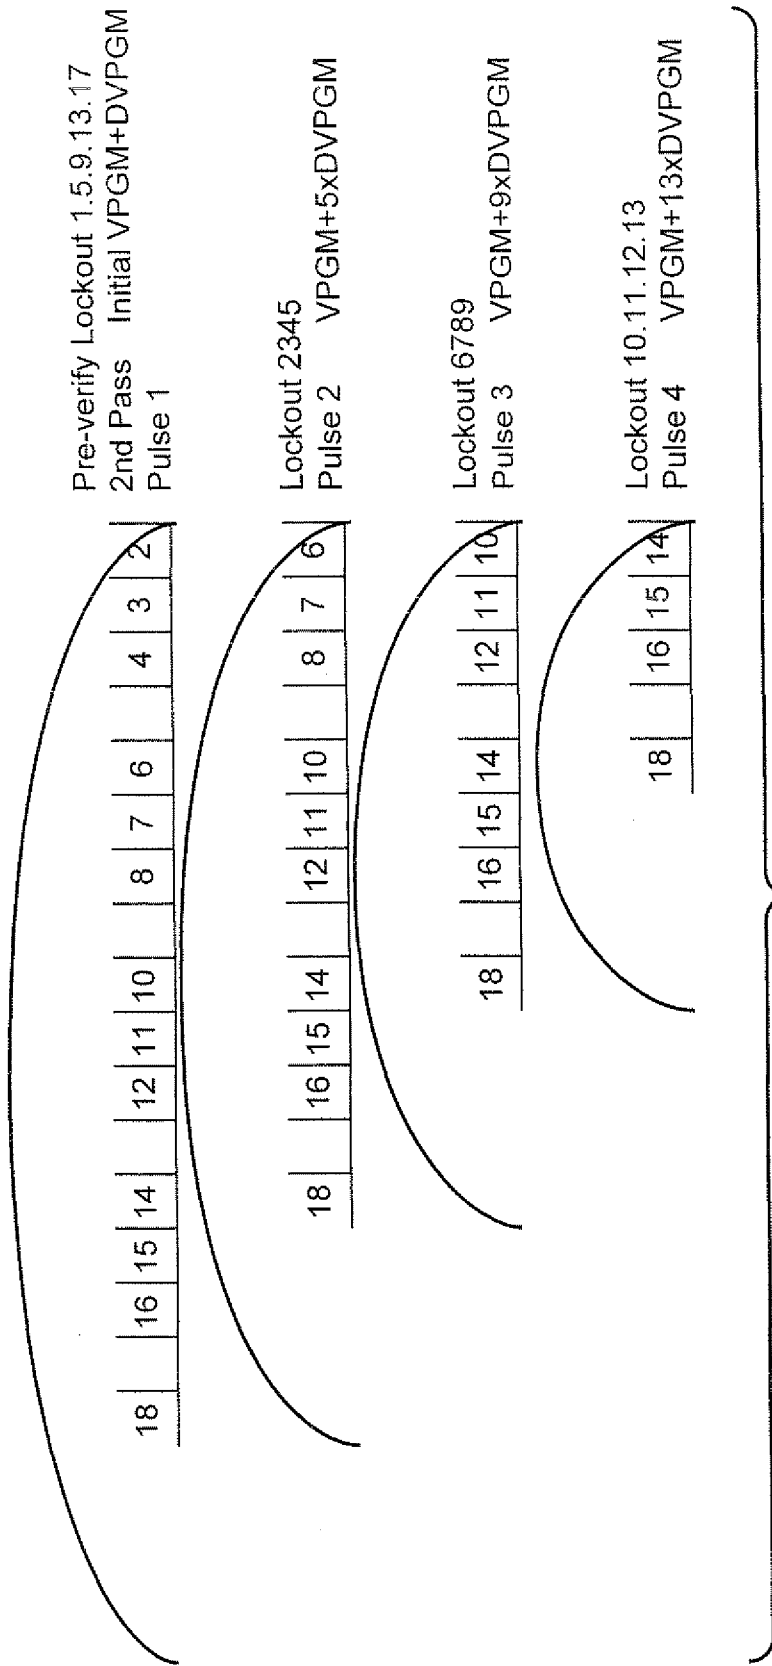 Pre-verify Lockout 1.5.9.13.17
2nd Pass Initial VPGM+DVPGM
Pulse 1
18 16 15 14 12 11 10 8 7 6 4 3 2
Lockout 2345
Pulse 2 VPGM+5xDVPGM
18 16 15 14 12 11 10 8 7 6
Lockout 6789
Pulse 3 VPGM+9xDVPGM
18 16 15 14 12 11 10
Lockout 10.11.12.13
Pulse 4 VPGM+13xDVPGM
18 16 15 14